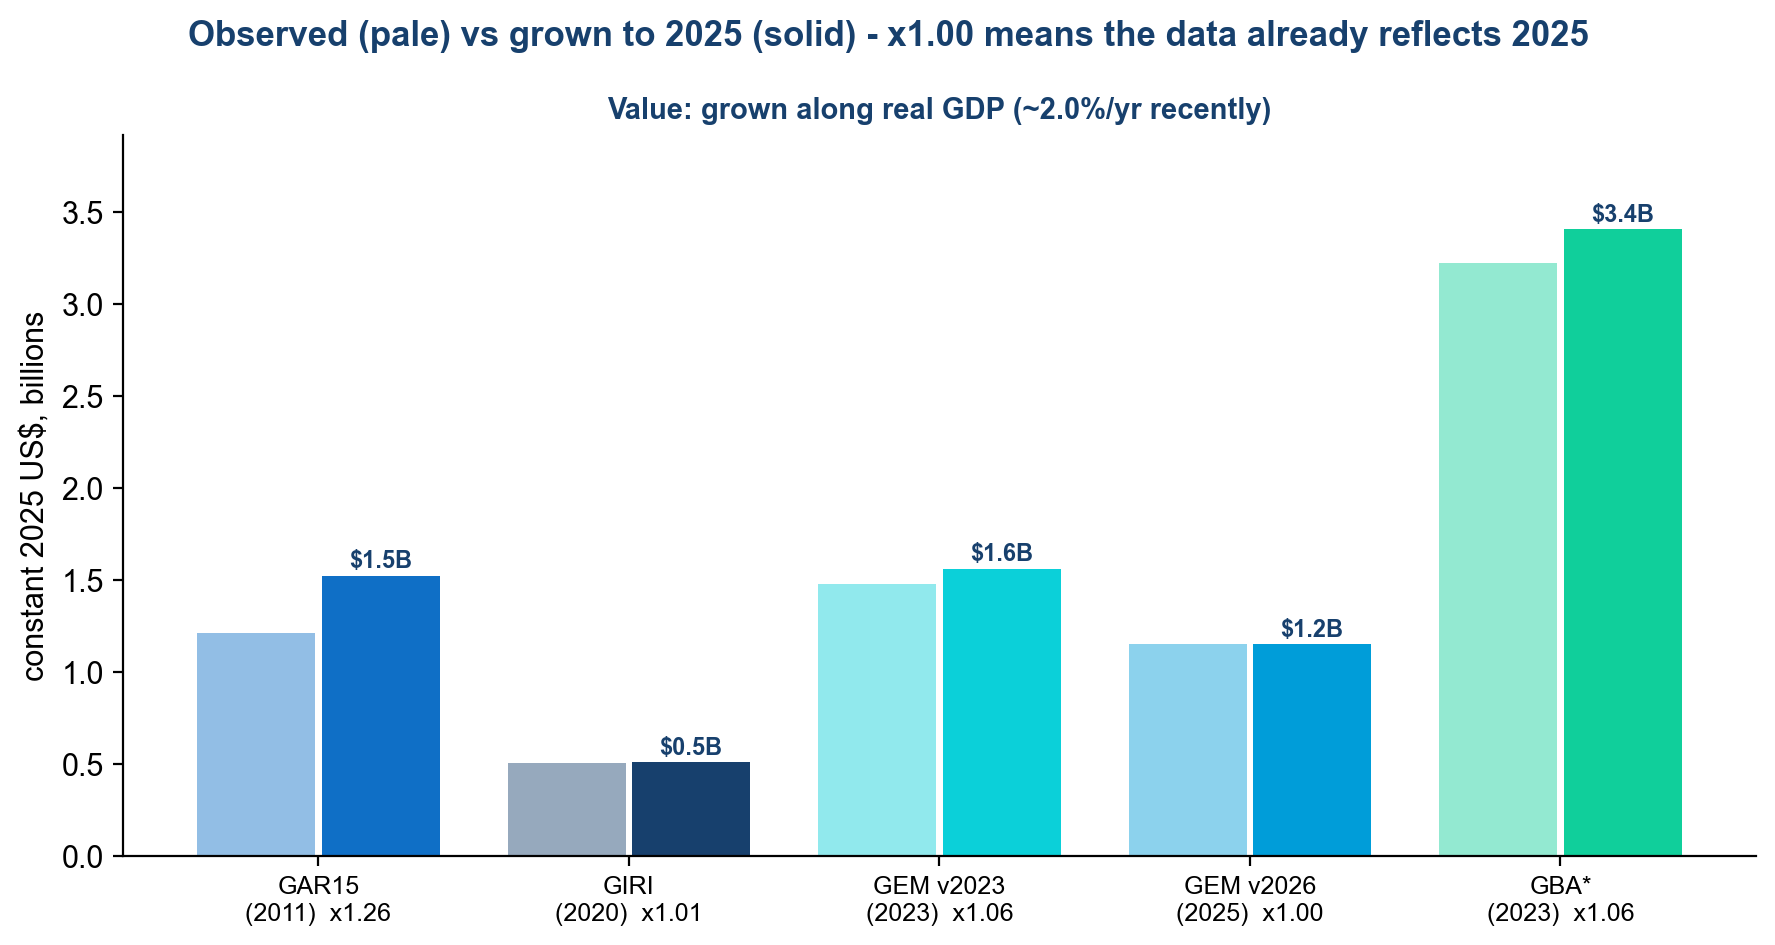 Observed (pale) vs grown to 2025 (solid) - x1.00 means the data already reflects 2025
Value: grown along real GDP (~2.0%/yr recently)
constant 2025 US$, billions
3.5
3.0
2.5
2.0
1.5
1.0
0.5
0.0
$1.5B
$0.5B
$1.6B
$1.2B
$3.4B
GAR15
(2011) x1.26
GIRI
(2020) x1.01
GEM v2023
(2023) x1.06
GEM v2026
(2025) x1.00
GBA*
(2023) x1.06